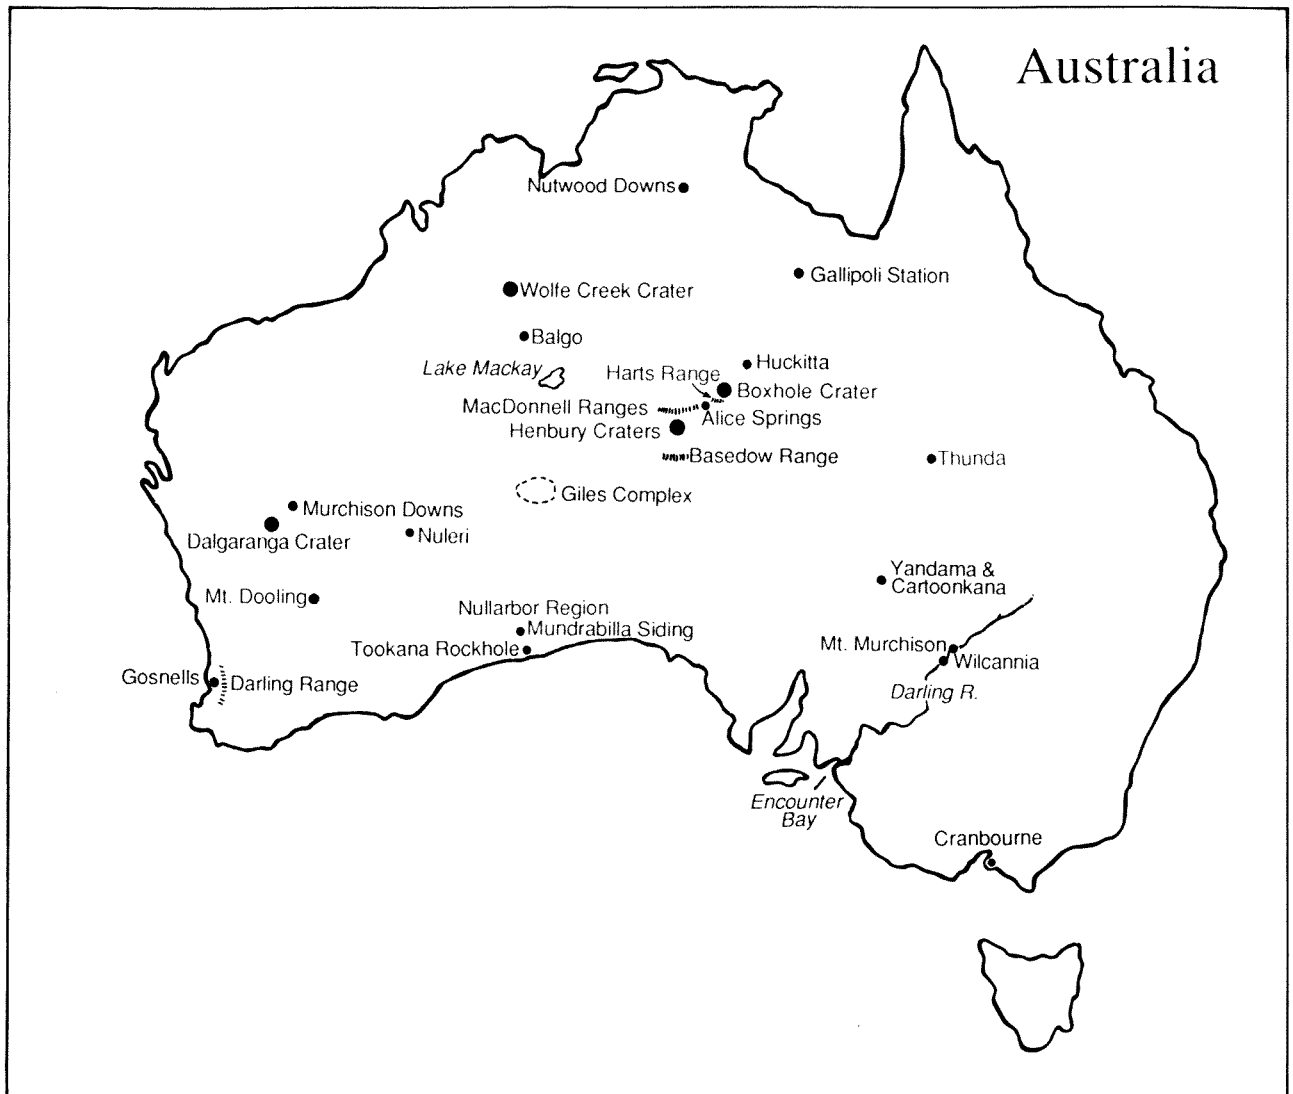 Australia
Nutwood Downs
Gallipoli Station
Wolfe Creek Crater
Balgo
Lake Mackay
Huckitta
Harts Range
Boxhole Crater
MacDonnell Ranges
Alice Springs
Henbury Craters
Basedow Range
Thunda
Giles Complex
Murchison Downs
Nuleri
Dalgaranga Crater
Yandama &
Cartoonkana
Mt. Dooling
Nullarbor Region
Mundrabilla Siding
Tookana Rockhole
Mt. Murchison
Wilcannia
Gosnells
Darling Range
Darling R.
Encounter
Bay
Cranbourne